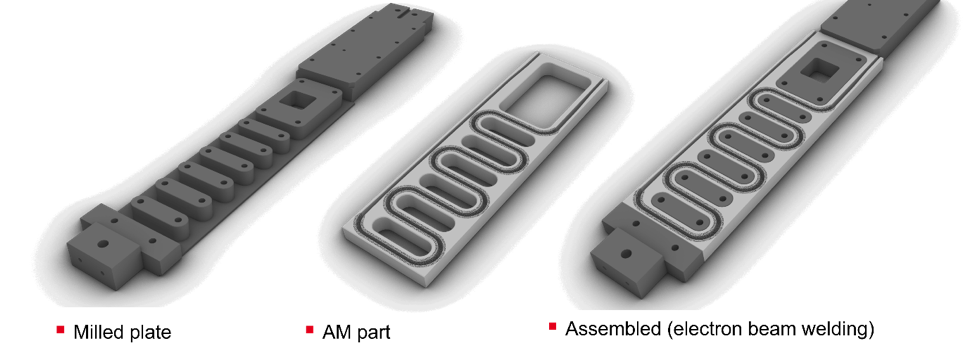 Milled plate
AM part
Assembled (electron beam welding)